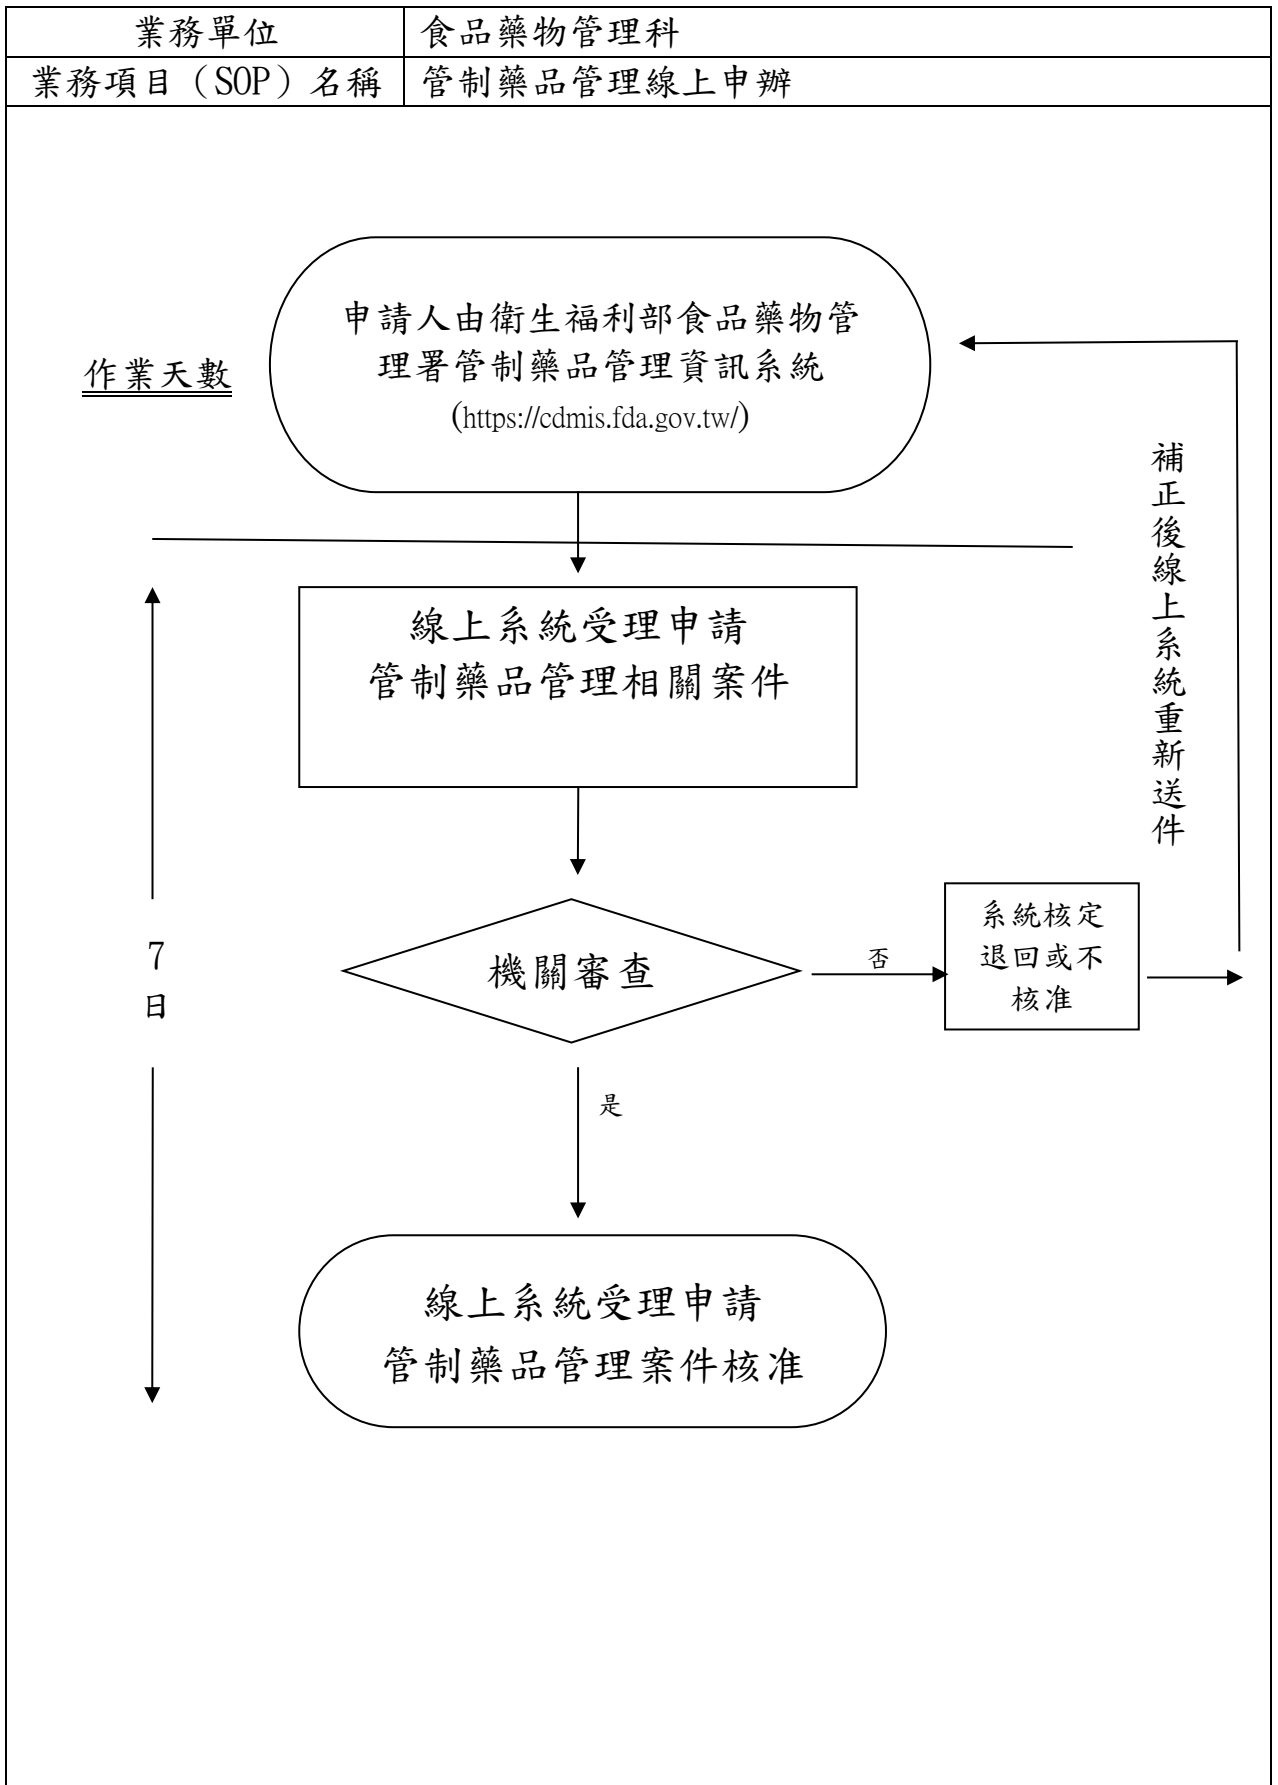 業務單位
食品藥物管理科
業務項目（SOP）名稱
管制藥品管理線上申辦
申請人由衛生福利部食品藥物管
理署管制藥品管理資訊系統
(https://cdmis.fda.gov.tw/)
作業天數
補正後線上系統重新送件
線上系統受理申請
管制藥品管理相關案件
7
日
機關審查
否
系統核定
退回或不
核准
是
線上系統受理申請
管制藥品管理案件核准